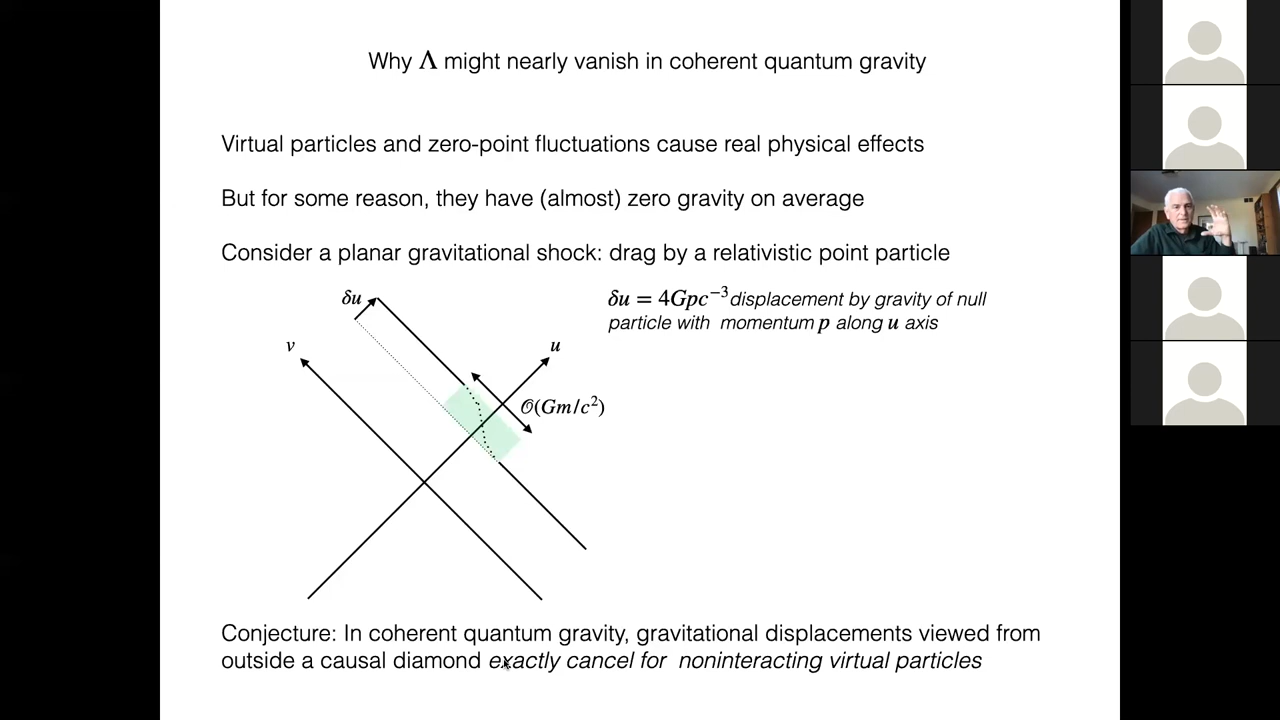 Why Λ might nearly vanish in coherent quantum gravity
Virtual particles and zero-point fluctuations cause real physical effects
But for some reason, they have (almost) zero gravity on average
Consider a planar gravitational shock: drag by a relativistic point particle
δu
δu = 4Gpc⁻³ displacement by gravity of null
particle with momentum p along u axis
v
u
𝒪(Gm/c²)
Conjecture: In coherent quantum gravity, gravitational displacements viewed from
outside a causal diamond exactly cancel for noninteracting virtual particles